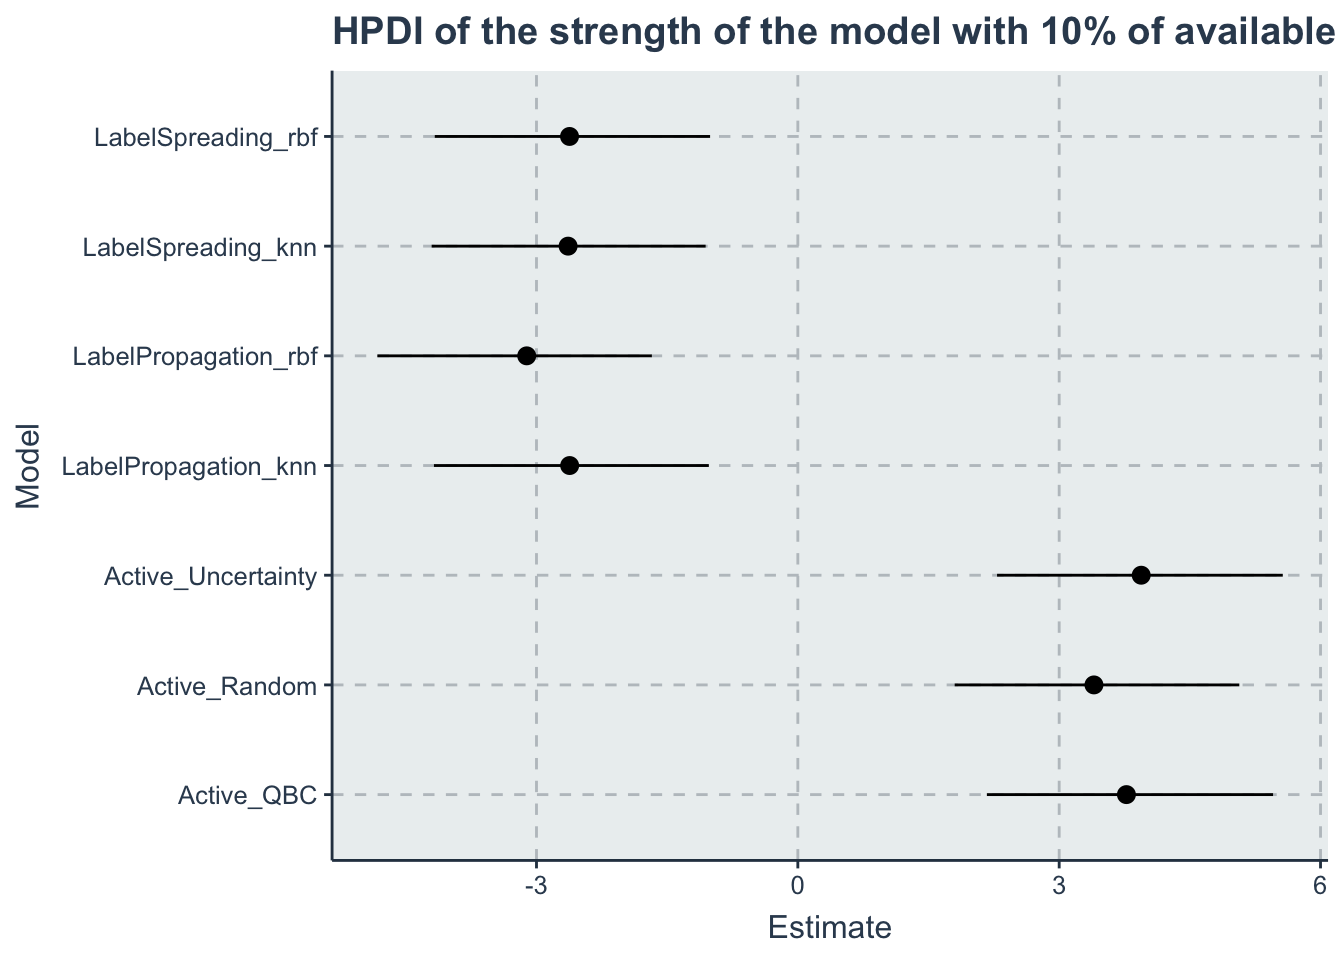 HPDI of the strength of the model with 10% of available
LabelSpreading_rbf
LabelSpreading_knn
LabelPropagation_rbf
LabelPropagation_knn
Active_Uncertainty
Active_Random
Active_QBC
Model
-3 0 3 6
Estimate